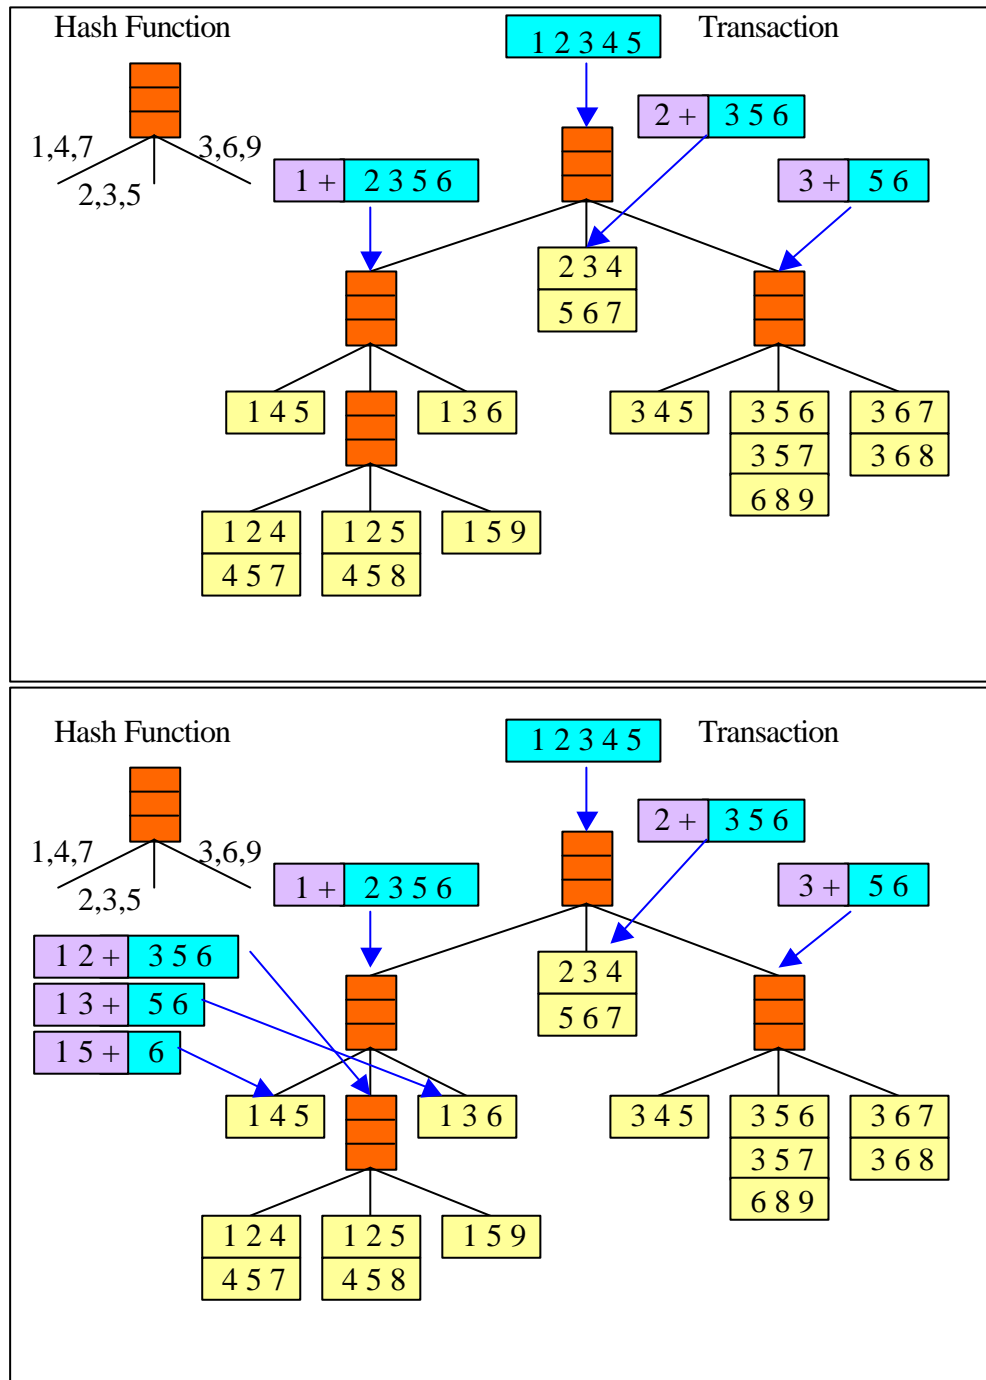 Hash Function
Transaction
1 2 3 4 5
2 + 3 5 6
1,4,7
3,6,9
2,3,5
1 + 2 3 5 6
3 + 5 6
2 3 4
5 6 7
1 4 5
1 3 6
3 4 5
3 5 6
3 6 7
3 5 7
3 6 8
6 8 9
1 2 4
1 2 5
1 5 9
4 5 7
4 5 8
Hash Function
Transaction
1 2 3 4 5
2 + 3 5 6
1,4,7
3,6,9
2,3,5
1 + 2 3 5 6
3 + 5 6
1 2 + 3 5 6
2 3 4
1 3 + 5 6
5 6 7
1 5 + 6
1 4 5
1 3 6
3 4 5
3 5 6
3 6 7
3 5 7
3 6 8
6 8 9
1 2 4
1 2 5
1 5 9
4 5 7
4 5 8